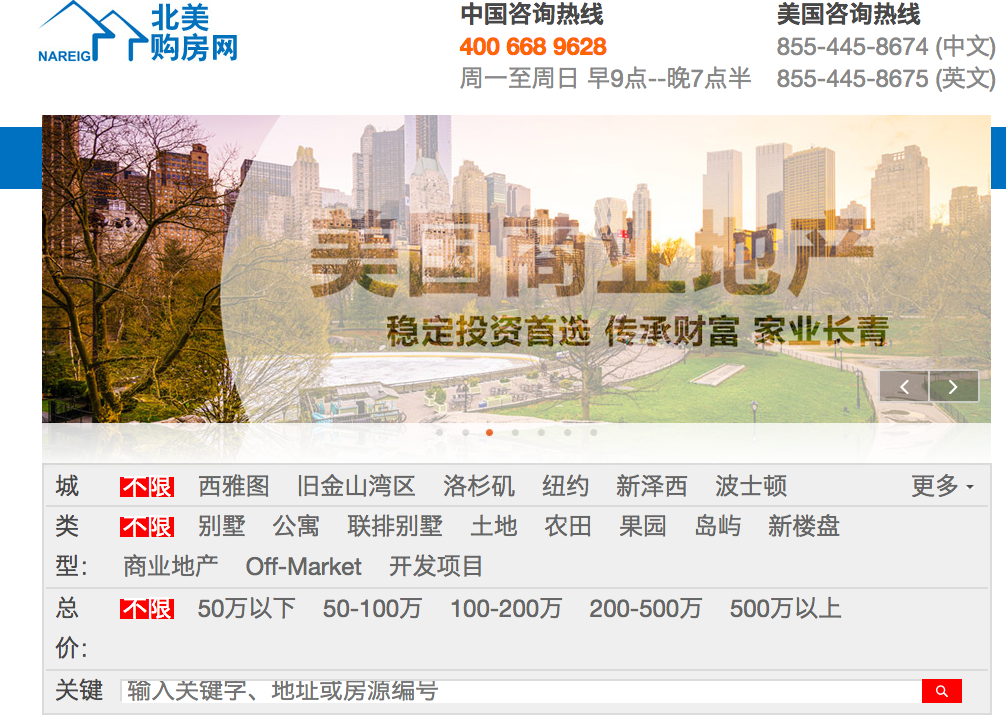 北美
购房网
NAREIG
中国咨询热线
400 668 9628
周一至周日 早9点--晚7点半
美国咨询热线
855-445-8674 (中文)
855-445-8675 (英文)
美国商业地产
稳定投资首选 传承财富 家业长青
城 不限 西雅图 旧金山湾区 洛杉矶 纽约 新泽西 波士顿 更多
类 不限 别墅 公寓 联排别墅 土地 农田 果园 岛屿 新楼盘
型: 商业地产 Off-Market 开发项目
总 不限 50万以下 50-100万 100-200万 200-500万 500万以上
价:
关键 输入关键字、地址或房源编号